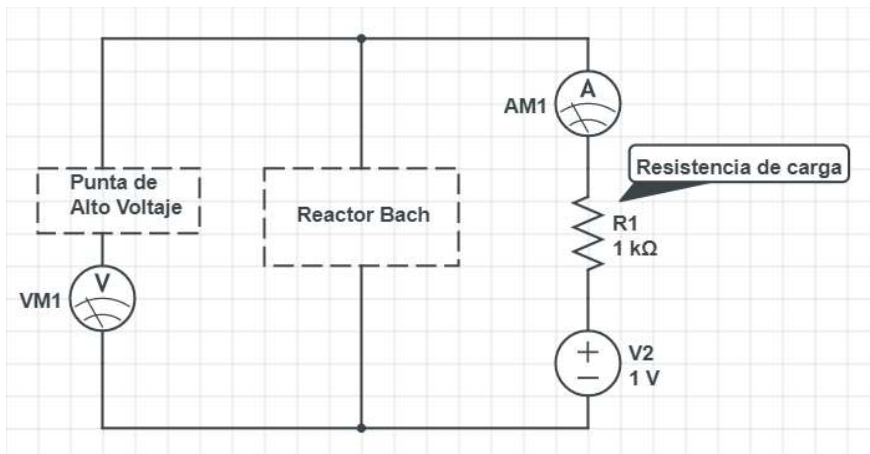 A
AM1
Resistencia de carga
Punta de
Alto Voltaje
Reactor Bach
R1
1 kΩ
V
VM1
V2
1 V